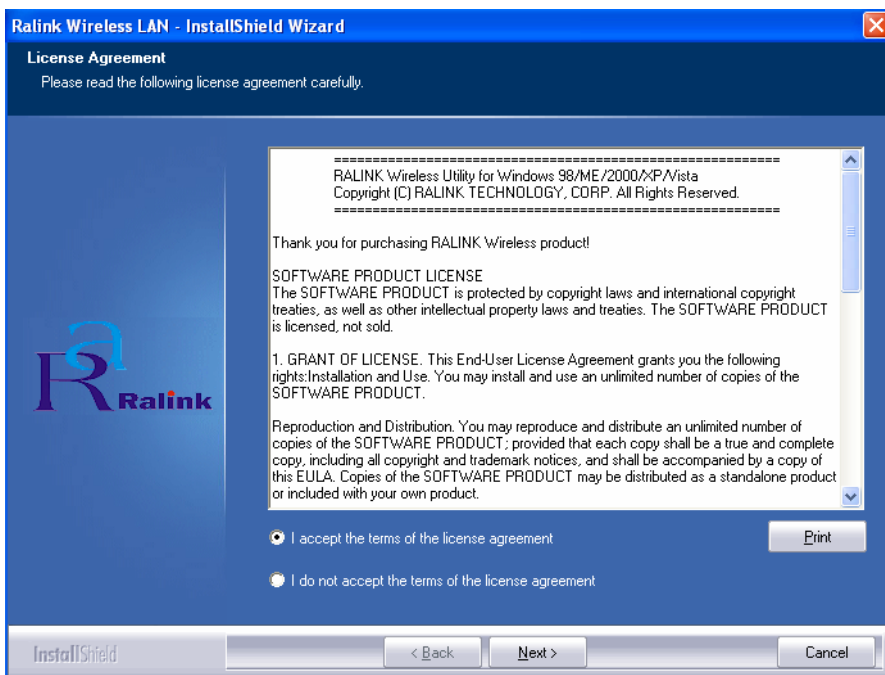 Ralink Wireless LAN - InstallShield Wizard
License Agreement
Please read the following license agreement carefully.
============================================================
RALINK Wireless Utility for Windows 98/ME/2000/XP/Vista
Copyright (C) RALINK TECHNOLOGY, CORP. All Rights Reserved.
============================================================
Thank you for purchasing RALINK Wireless product!
SOFTWARE PRODUCT LICENSE
The SOFTWARE PRODUCT is protected by copyright laws and international copyright
treaties, as well as other intellectual property laws and treaties. The SOFTWARE PRODUCT
is licensed, not sold.
1. GRANT OF LICENSE. This End-User License Agreement grants you the following
rights:Installation and Use. You may install and use an unlimited number of copies of the
SOFTWARE PRODUCT.
Reproduction and Distribution. You may reproduce and distribute an unlimited number of
copies of the SOFTWARE PRODUCT; provided that each copy shall be a true and complete
copy, including all copyright and trademark notices, and shall be accompanied by a copy of
this EULA. Copies of the SOFTWARE PRODUCT may be distributed as a standalone product
or included with your own product.
Ralink
I accept the terms of the license agreement
Print
I do not accept the terms of the license agreement
InstallShield
< Back
Next >
Cancel